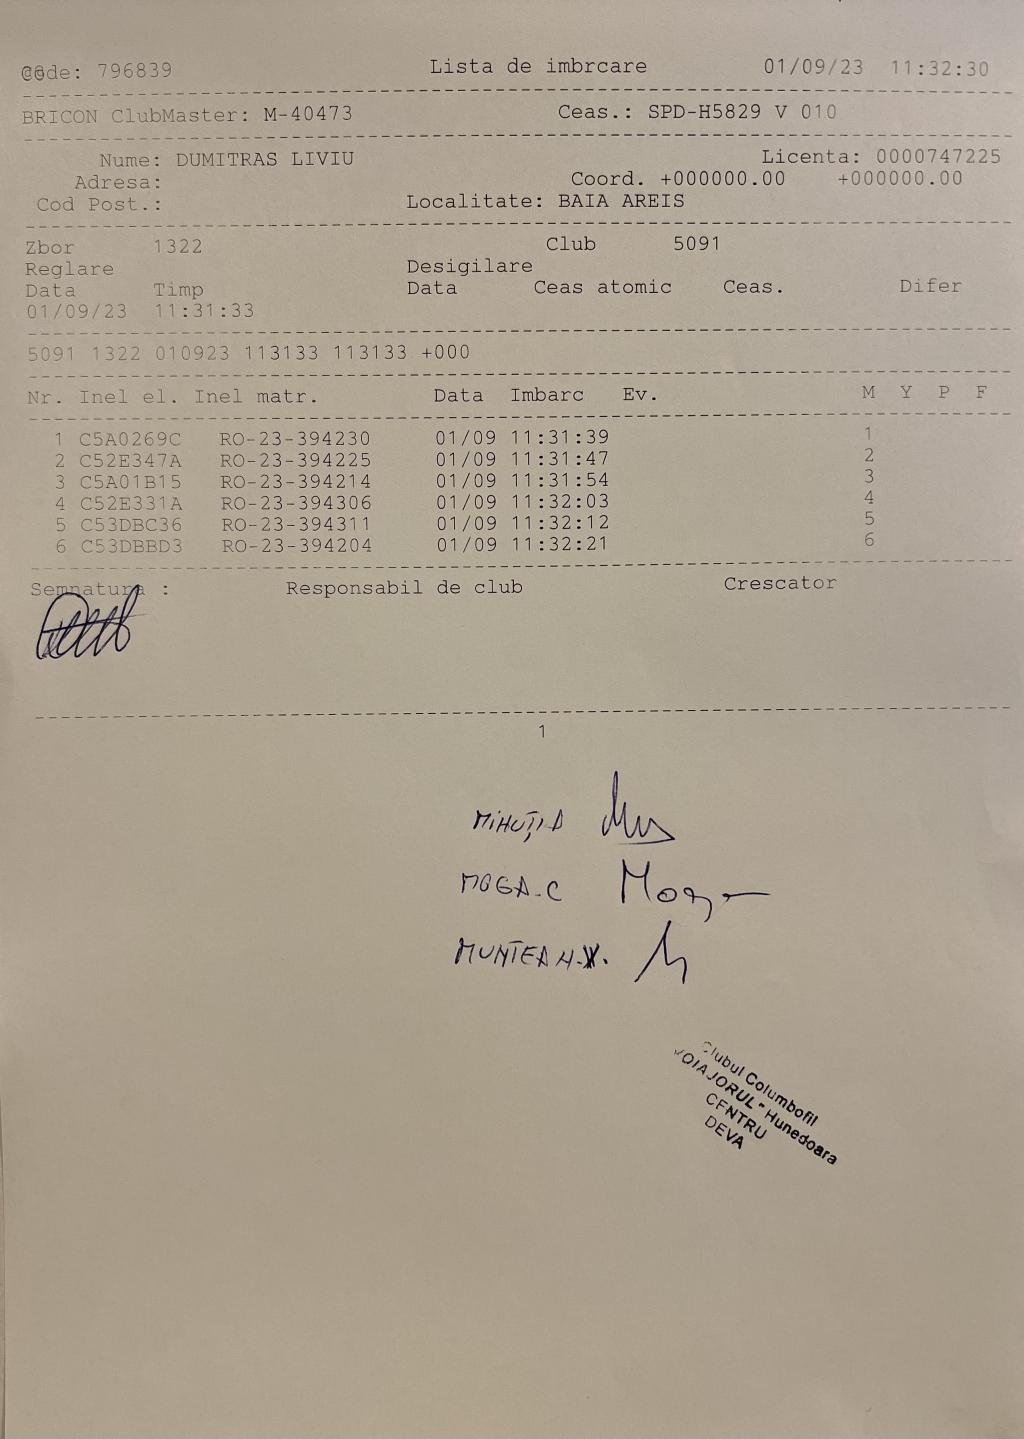 @@de: 796839 Lista de imbrcare 01/09/23 11:32:30
BRICON ClubMaster: M-40473 Ceas.: SPD-H5829 V 010
Nume: DUMITRAS LIVIU Licenta: 0000747225
Adresa: Coord. +000000.00 +000000.00
Cod Post.: Localitate: BAIA AREIS
Zbor 1322 Club 5091
Reglare Desigilare
Data Timp Data Ceas atomic Ceas. Difer
01/09/23 11:31:33
5091 1322 010923 113133 113133 +000
Nr. Inel el. Inel matr. Data Imbarc Ev. M Y P F
1 C5A0269C RO-23-394230 01/09 11:31:39 1
2 C52E347A RO-23-394225 01/09 11:31:47 2
3 C5A01B15 RO-23-394214 01/09 11:31:54 3
4 C52E331A RO-23-394306 01/09 11:32:03 4
5 C53DBC36 RO-23-394311 01/09 11:32:12 5
6 C53DBBD3 RO-23-394204 01/09 11:32:21 6
Semnatura : Responsabil de club Crescator
1
MIHUȚ D
MOGA.C Moga
MUNTEAN
Clubul Columbofil
VOIAJORUL - Hunedoara
CENTRU
DEVA